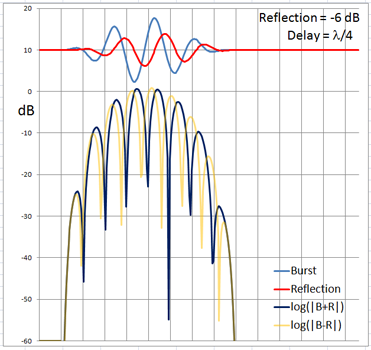 20
Reflection = -6 dB
Delay = λ/4
10
0
dB
-10
-20
-30
-40
-50
-60
Burst
Reflection
log(|B+R|)
log(|B-R|)